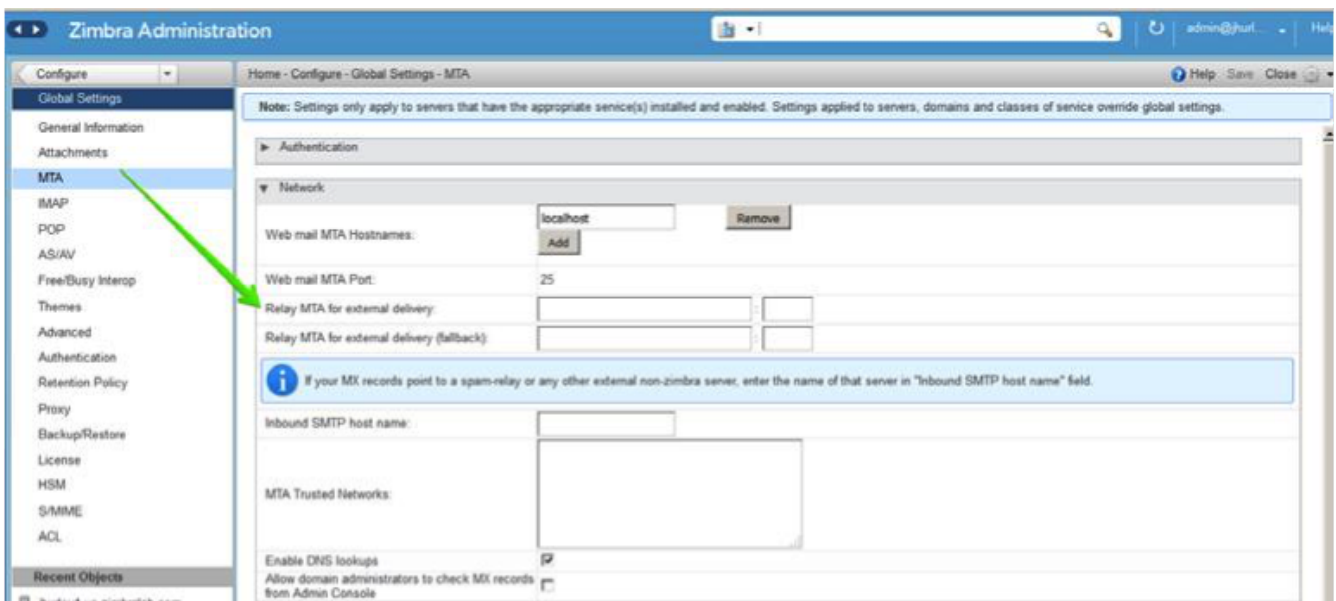 Zimbra Administration
admin@jhurl...
Help
Configure
Home - Configure - Global Settings - MTA
Help Save Close
Global Settings
Note: Settings only apply to servers that have the appropriate service(s) installed and enabled. Settings applied to servers, domains and classes of service override global settings.
General Information
Attachments
MTA
IMAP
POP
AS/AV
Free/Busy Interop
Themes
Advanced
Authentication
Retention Policy
Proxy
Backup/Restore
License
HSM
S/MIME
ACL
Recent Objects
Authentication
Network
Web mail MTA Hostnames:
localhost
Remove
Add
Web mail MTA Port:
25
Relay MTA for external delivery:
:
Relay MTA for external delivery (fallback):
:
If your MX records point to a spam-relay or any other external non-zimbra server, enter the name of that server in "Inbound SMTP host name" field.
Inbound SMTP host name:
MTA Trusted Networks:
Enable DNS lookups
Allow domain administrators to check MX records
from Admin Console